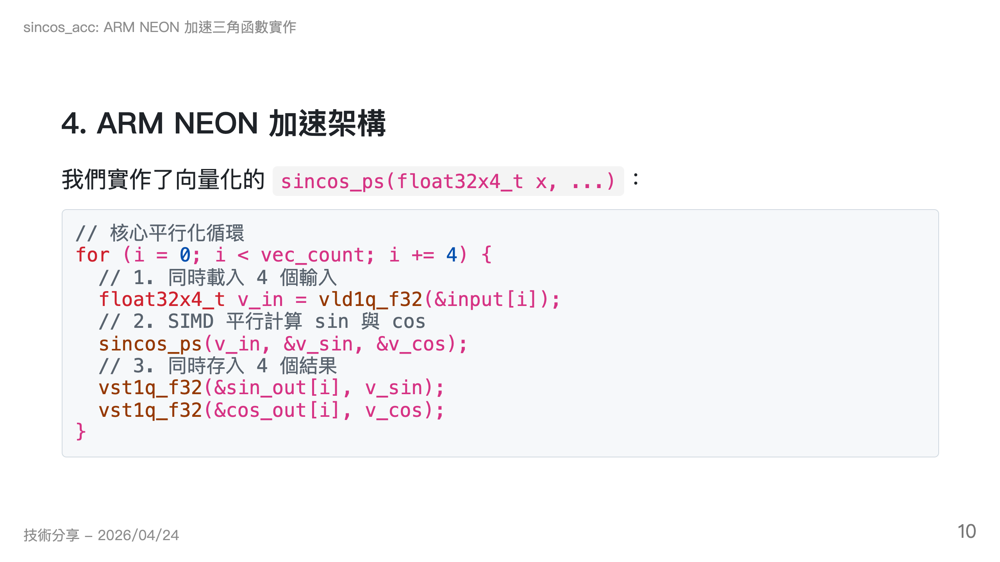 sincos_acc: ARM NEON 加速三角函數實作
4. ARM NEON 加速架構
我們實作了向量化的 sincos_ps(float32x4_t x, ...) ：
// 核心平行化循環
for (i = 0; i < vec_count; i += 4) {
  // 1. 同時載入 4 個輸入
  float32x4_t v_in = vld1q_f32(&input[i]);
  // 2. SIMD 平行計算 sin 與 cos
  sincos_ps(v_in, &v_sin, &v_cos);
  // 3. 同時存入 4 個結果
  vst1q_f32(&sin_out[i], v_sin);
  vst1q_f32(&cos_out[i], v_cos);
}
技術分享 – 2026/04/24
10